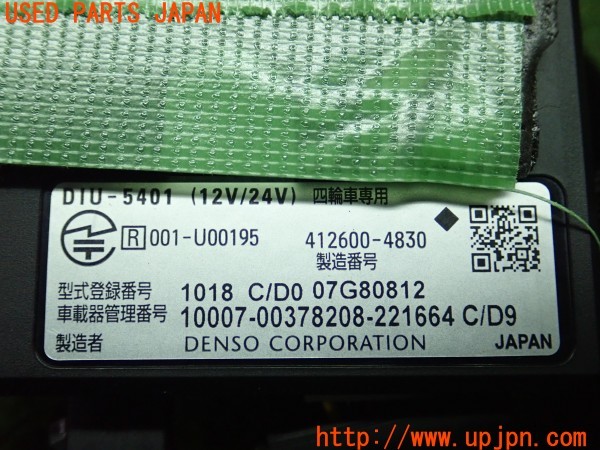 USED PARTS JAPAN
DIU-5401 (12V/24V) 四輪車専用
R 001-U00195 412600-4830
製造番号
型式登録番号 1018 C/D0 07G80812
車載器管理番号 10007-00378208-221664 C/D9
製造者 DENSO CORPORATION JAPAN
http://www.upjpn.com